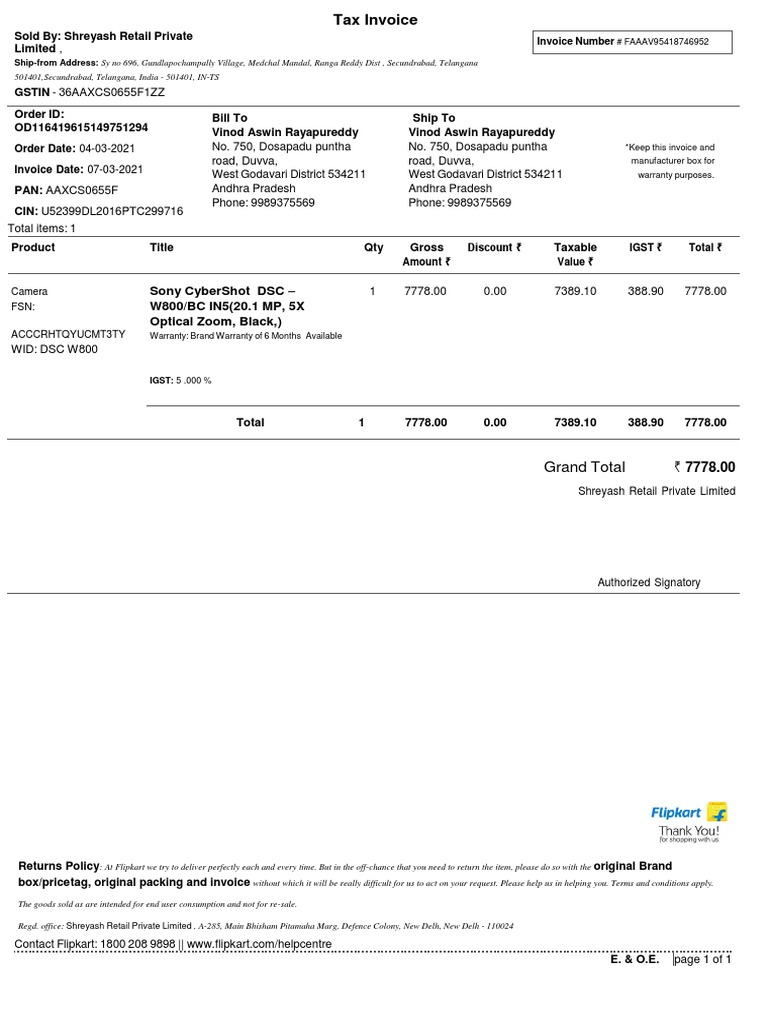 Tax Invoice
Sold By: Shreyash Retail Private
Limited ,
Invoice Number # FAAAV95418746952
Ship-from Address: Sy no 696, Gundlapochampally Village, Medchal Mandal, Ranga Reddy Dist , Secundrabad, Telangana
501401,Secundrabad, Telangana, India - 501401, IN-TS
GSTIN - 36AAXCS0655F1ZZ
Order ID:
OD116419615149751294
Order Date: 04-03-2021
Invoice Date: 07-03-2021
PAN: AAXCS0655F
CIN: U52399DL2016PTC299716
Total items: 1
Bill To
Vinod Aswin Rayapureddy
No. 750, Dosapadu puntha
road, Duvva,
West Godavari District 534211
Andhra Pradesh
Phone: 9989375569
Ship To
Vinod Aswin Rayapureddy
No. 750, Dosapadu puntha
road, Duvva,
West Godavari District 534211
Andhra Pradesh
Phone: 9989375569
*Keep this invoice and
manufacturer box for
warranty purposes.
Product Title Qty Gross Discount ₹ Taxable IGST ₹ Total ₹
Amount ₹ Value ₹
Camera Sony CyberShot DSC – 1 7778.00 0.00 7389.10 388.90 7778.00
FSN: W800/BC IN5(20.1 MP, 5X
Optical Zoom, Black,)
ACCCRHTQYUCMT3TY Warranty: Brand Warranty of 6 Months Available
WID: DSC W800
IGST: 5 .000 %
Total 1 7778.00 0.00 7389.10 388.90 7778.00
Grand Total ₹ 7778.00
Shreyash Retail Private Limited
Authorized Signatory
Flipkart
Thank You!
for shopping with us
Returns Policy: At Flipkart we try to deliver perfectly each and every time. But in the off-chance that you need to return the item, please do so with the original Brand
box/pricetag, original packing and invoice without which it will be really difficult for us to act on your request. Please help us in helping you. Terms and conditions apply.
The goods sold as are intended for end user consumption and not for re-sale.
Regd. office: Shreyash Retail Private Limited , A-285, Main Bhisham Pitamaha Marg, Defence Colony, New Delh, New Delh - 110024
Contact Flipkart: 1800 208 9898 || www.flipkart.com/helpcentre
E. & O.E. page 1 of 1